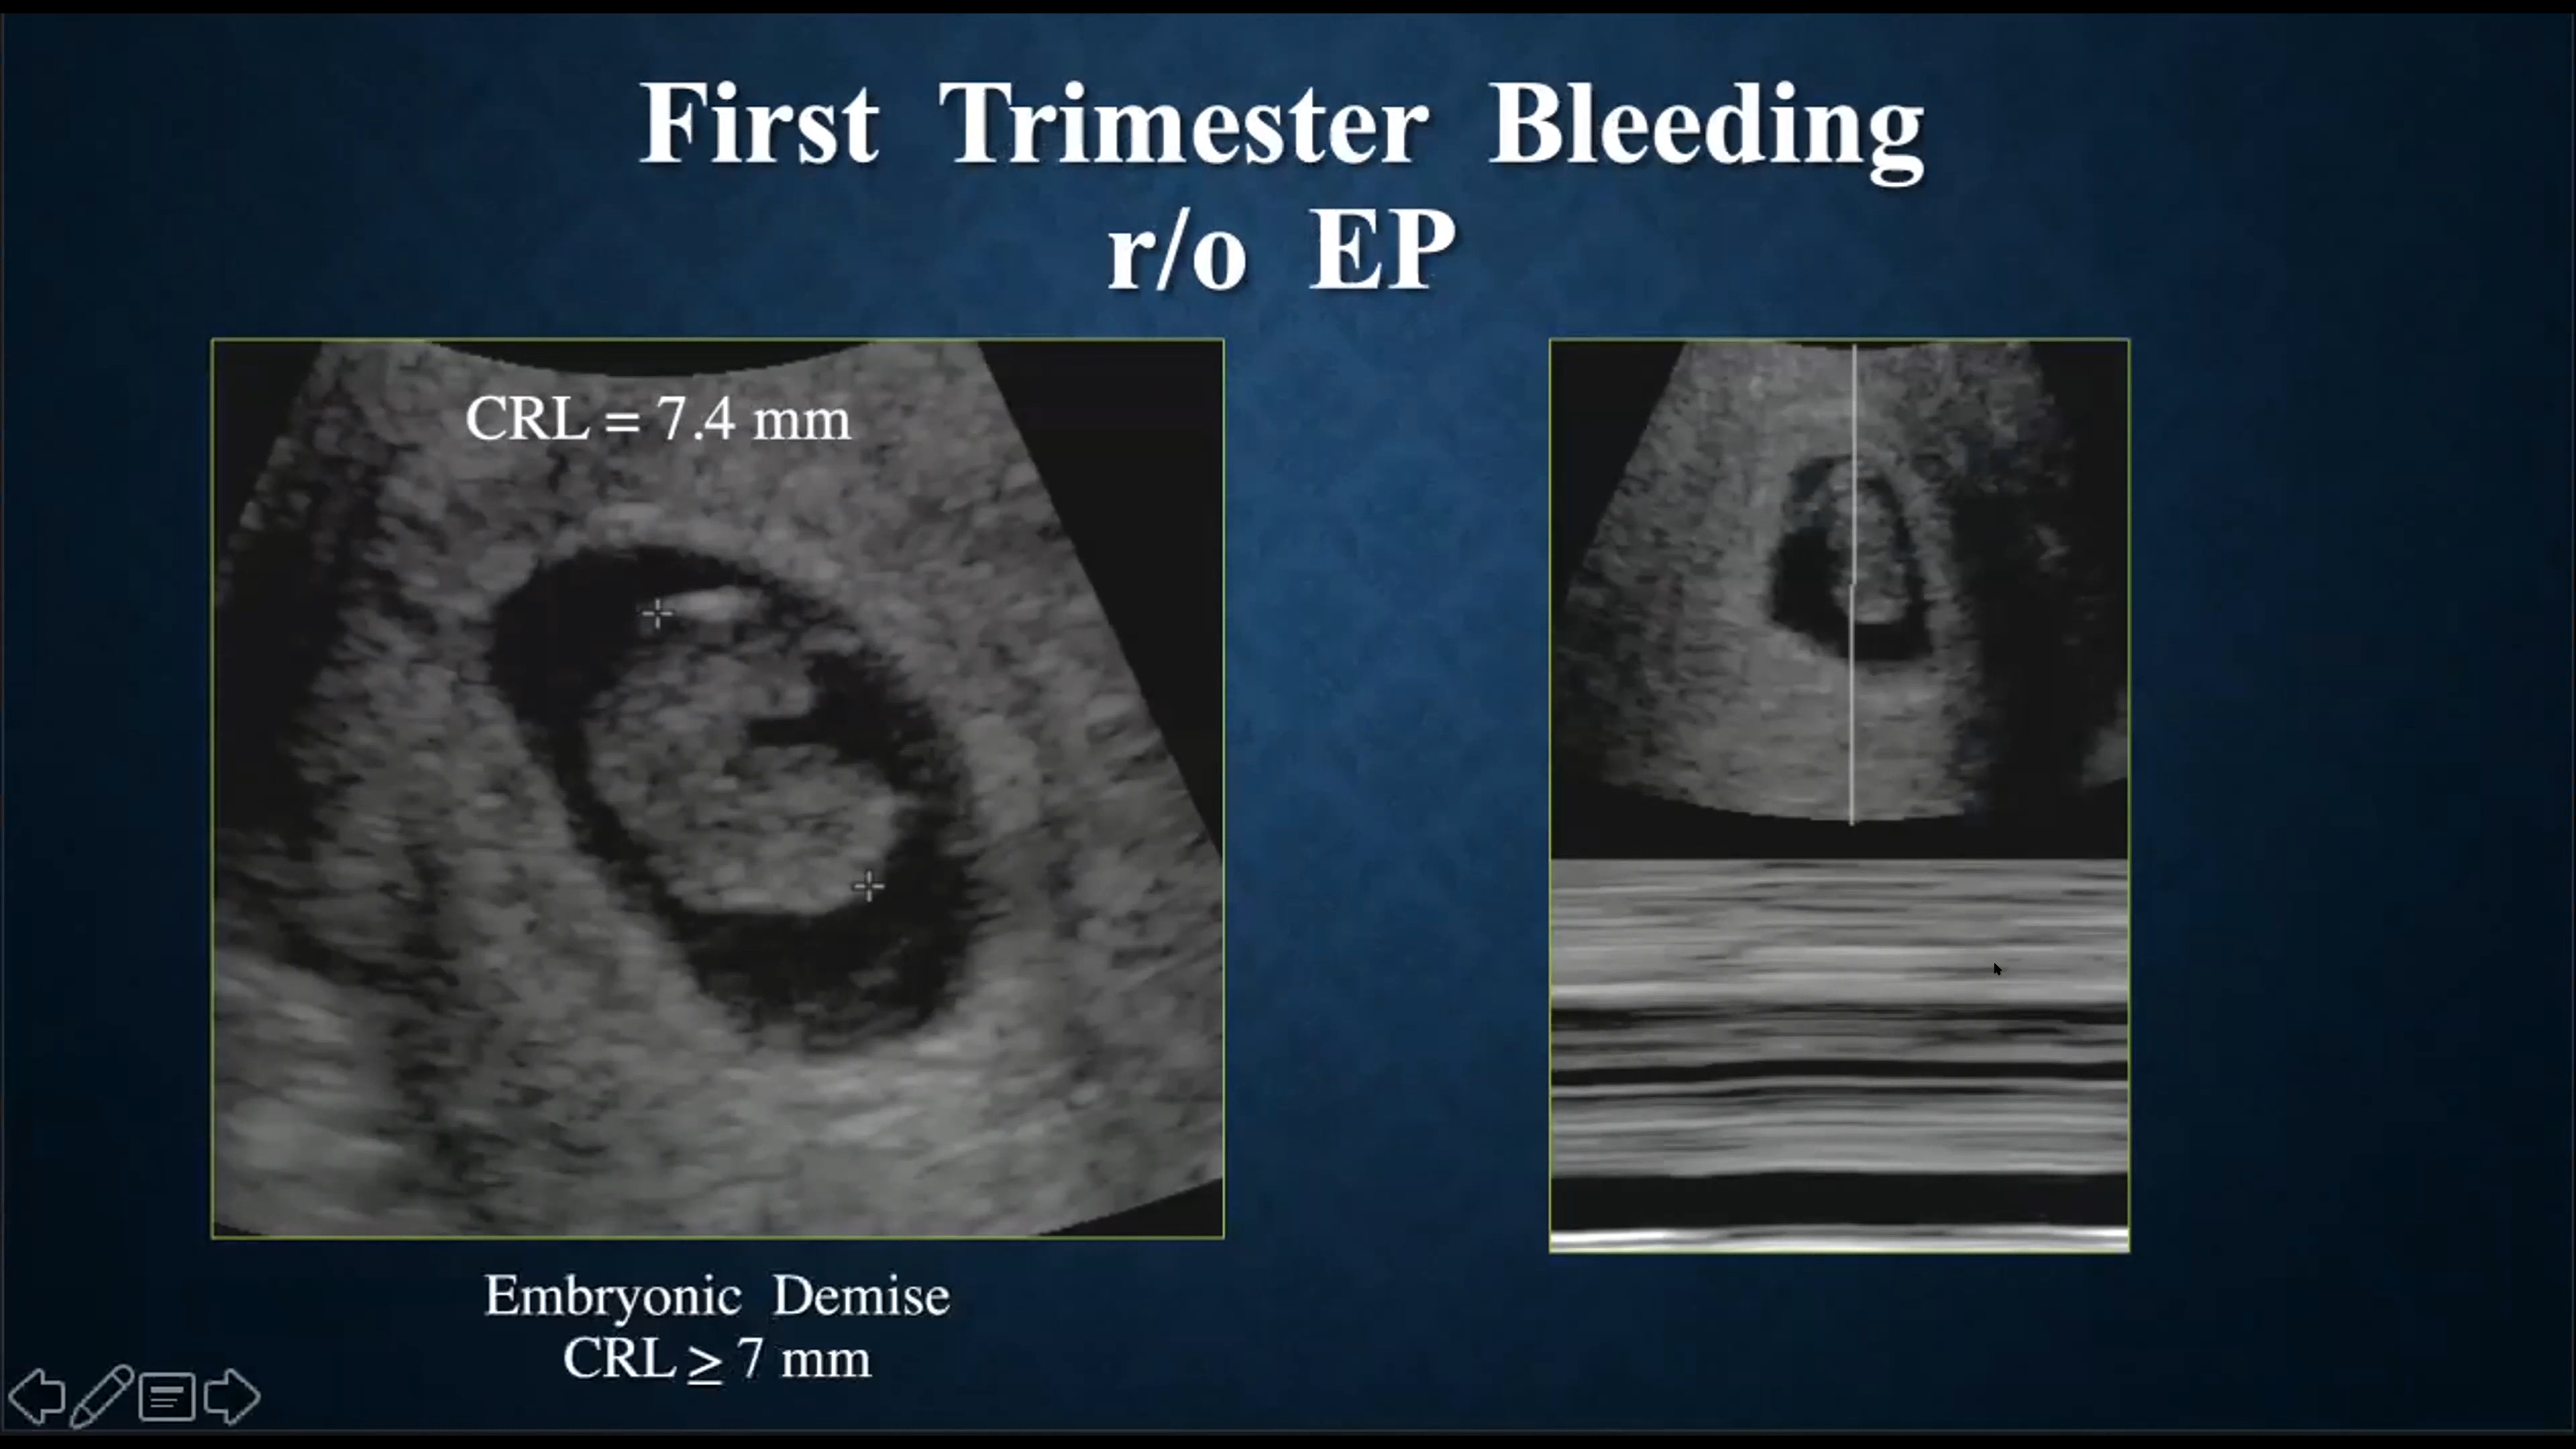 First Trimester Bleeding
r/o EP
CRL = 7.4 mm
Embryonic Demise
CRL ≥ 7 mm